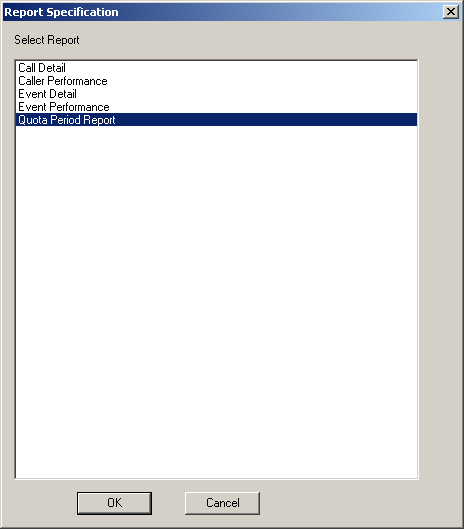 Report Specification
Select Report
Call Detail
Caller Performance
Event Detail
Event Performance
Quota Period Report
OK Cancel